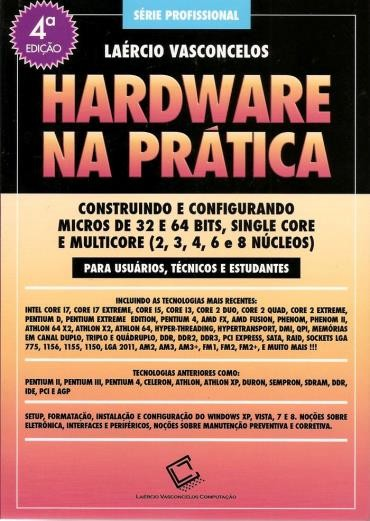 SÉRIE PROFISSIONAL
4ª
EDIÇÃO
LAÉRCIO VASCONCELOS
HARDWARE
NA PRÁTICA
CONSTRUINDO E CONFIGURANDO
MICROS DE 32 E 64 BITS, SINGLE CORE
E MULTICORE (2, 3, 4, 6 e 8 NÚCLEOS)
PARA USUÁRIOS, TÉCNICOS E ESTUDANTES
INCLUINDO AS TECNOLOGIAS MAIS RECENTES:
INTEL CORE I7, CORE I7 EXTREME, CORE I5, CORE I3, CORE 2 DUO, CORE 2 QUAD, CORE 2 EXTREME,
PENTIUM D, PENTIUM EXTREME EDITION, PENTIUM 4, AMD FX, AMD FUSION, PHENOM, PHENOM II,
ATHLON 64 X2, ATHLON X2, ATHLON 64, HYPER-THREADING, HYPERTRANSPORT, DMI, QPI, MEMÓRIAS
EM CANAL DUPLO, TRIPLO E QUÁDRUPLO, DDR, DDR2, DDR3, PCI EXPRESS, SATA, RAID, SOCKETS LGA
775, 1156, 1155, 1150, LGA 2011, AM2, AM3, AM3+, FM1, FM2, FM2+, E MUITO MAIS !!!
TECNOLOGIAS ANTERIORES COMO:
PENTIUM II, PENTIUM III, PENTIUM 4, CELERON, ATHLON, ATHLON XP, DURON, SEMPRON, SDRAM, DDR,
IDE, PCI E AGP
SETUP, FORMATAÇÃO, INSTALAÇÃO E CONFIGURAÇÃO DO WINDOWS XP, VISTA, 7 E 8. NOÇÕES SOBRE
ELETRÔNICA, INTERFACES E PERIFÉRICOS, NOÇÕES SOBRE MANUTENÇÃO PREVENTIVA E CORRETIVA.
LAÉRCIO VASCONCELOS COMPUTAÇÃO